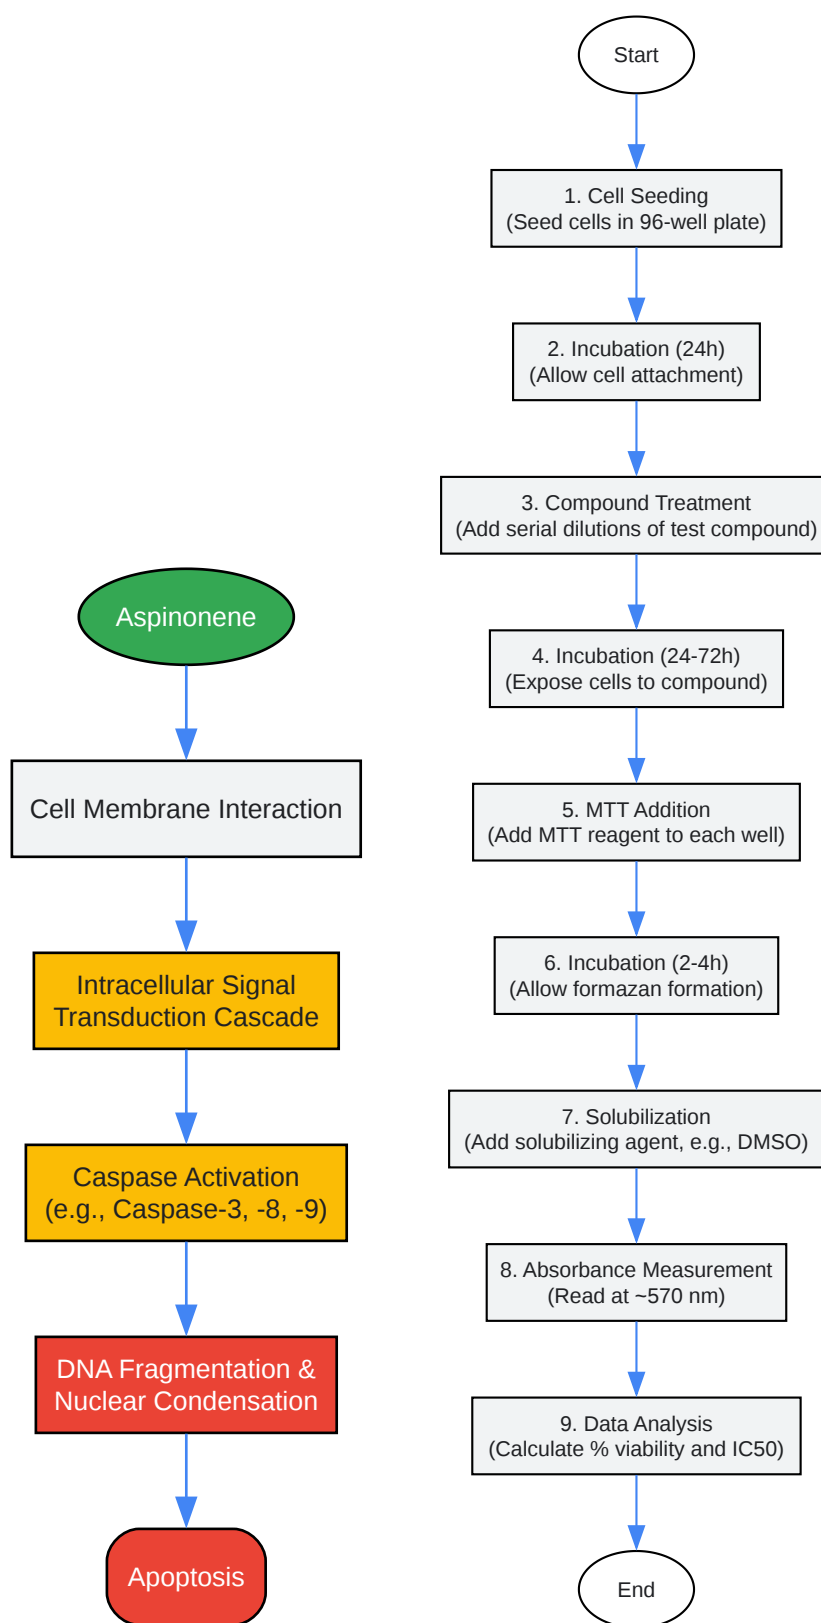 Aspinonene
Cell Membrane Interaction
Intracellular Signal
Transduction Cascade
Caspase Activation
(e.g., Caspase-3, -8, -9)
DNA Fragmentation &
Nuclear Condensation
Apoptosis
Start
1. Cell Seeding
(Seed cells in 96-well plate)
2. Incubation (24h)
(Allow cell attachment)
3. Compound Treatment
(Add serial dilutions of test compound)
4. Incubation (24-72h)
(Expose cells to compound)
5. MTT Addition
(Add MTT reagent to each well)
6. Incubation (2-4h)
(Allow formazan formation)
7. Solubilization
(Add solubilizing agent, e.g., DMSO)
8. Absorbance Measurement
(Read at ~570 nm)
9. Data Analysis
(Calculate % viability and IC50)
End